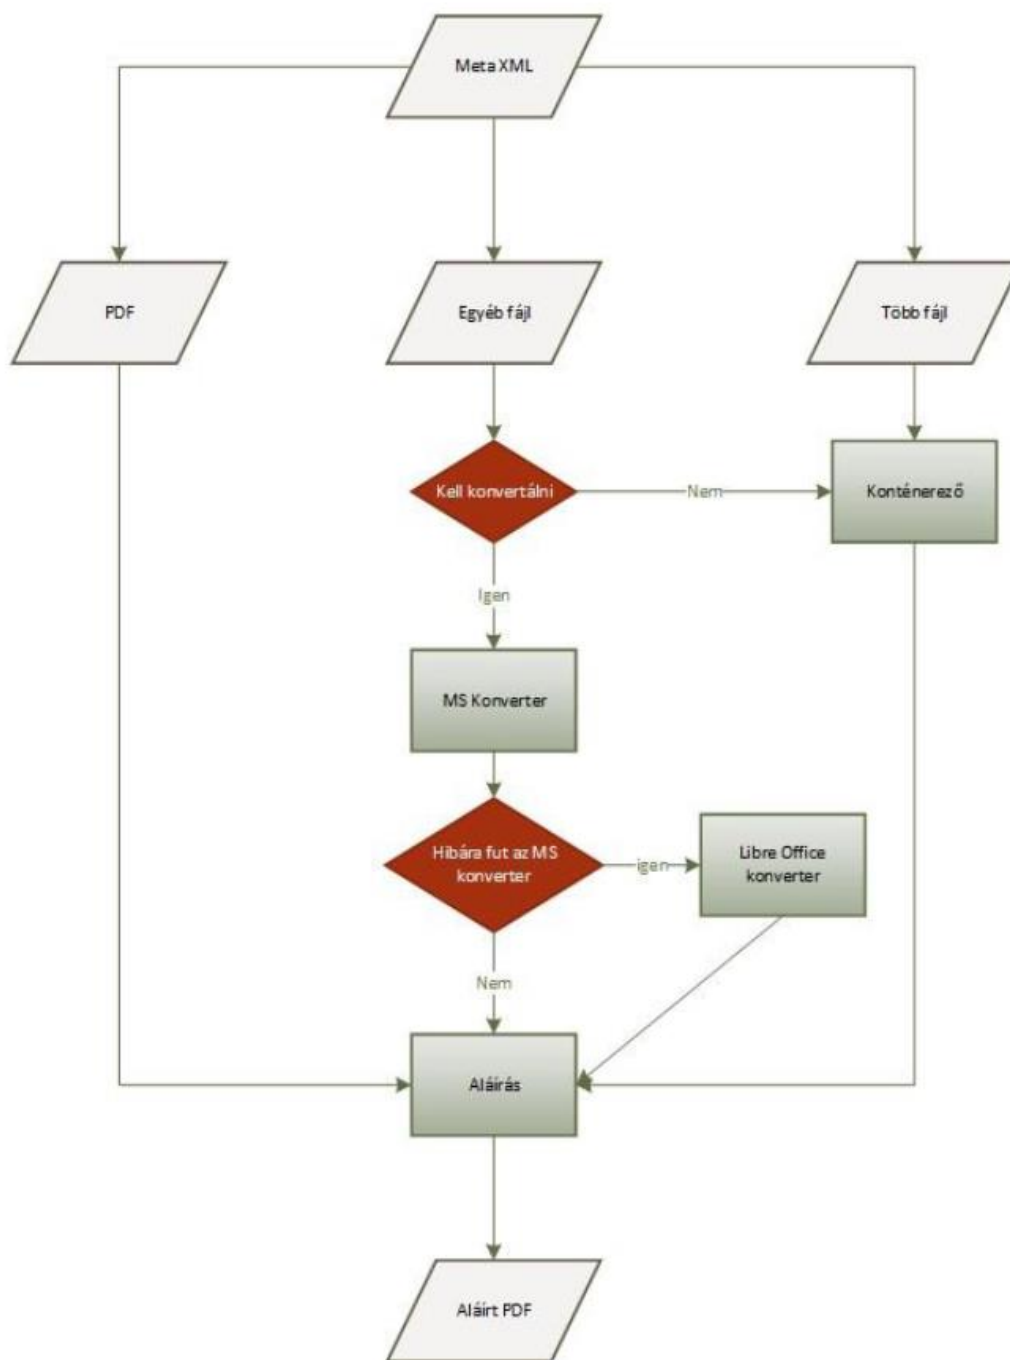 Meta XML
PDF
Egyéb fájl
Több fájl
Kell konvertálni
Nem
Konténerező
Igen
MS Konverter
Hibára fut az MS
konverter
igen
Libre Office
konverter
Nem
Aláírás
Aláírt PDF